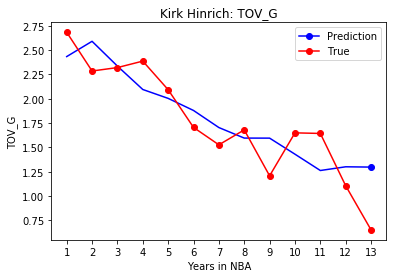 Kirk Hinrich: TOV_G
Prediction
True
2.75
2.50
2.25
2.00
1.75
1.50
1.25
1.00
0.75
TOV_G
1 2 3 4 5 6 7 8 9 10 11 12 13
Years in NBA